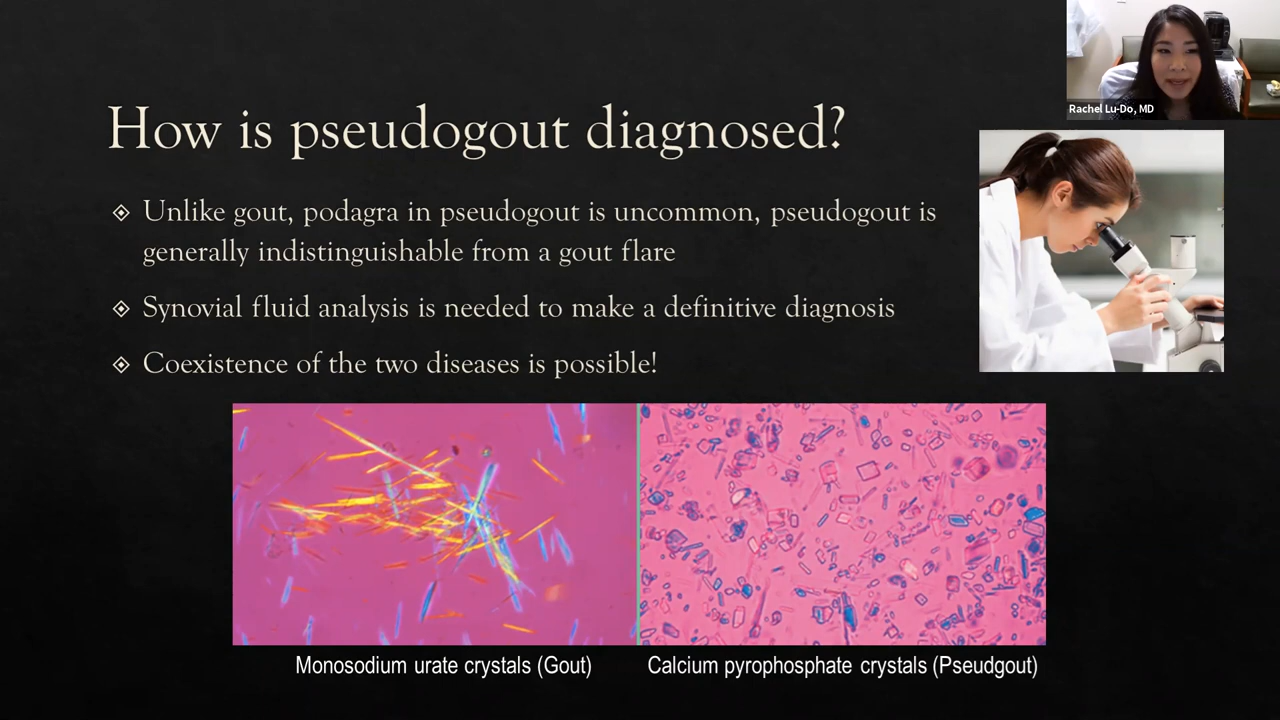 How is pseudogout diagnosed?
Unlike gout, podagra in pseudogout is uncommon, pseudogout is
generally indistinguishable from a gout flare
Synovial fluid analysis is needed to make a definitive diagnosis
Coexistence of the two diseases is possible!
Monosodium urate crystals (Gout)
Calcium pyrophosphate crystals (Pseudgout)
Rachel Lu-Do, MD